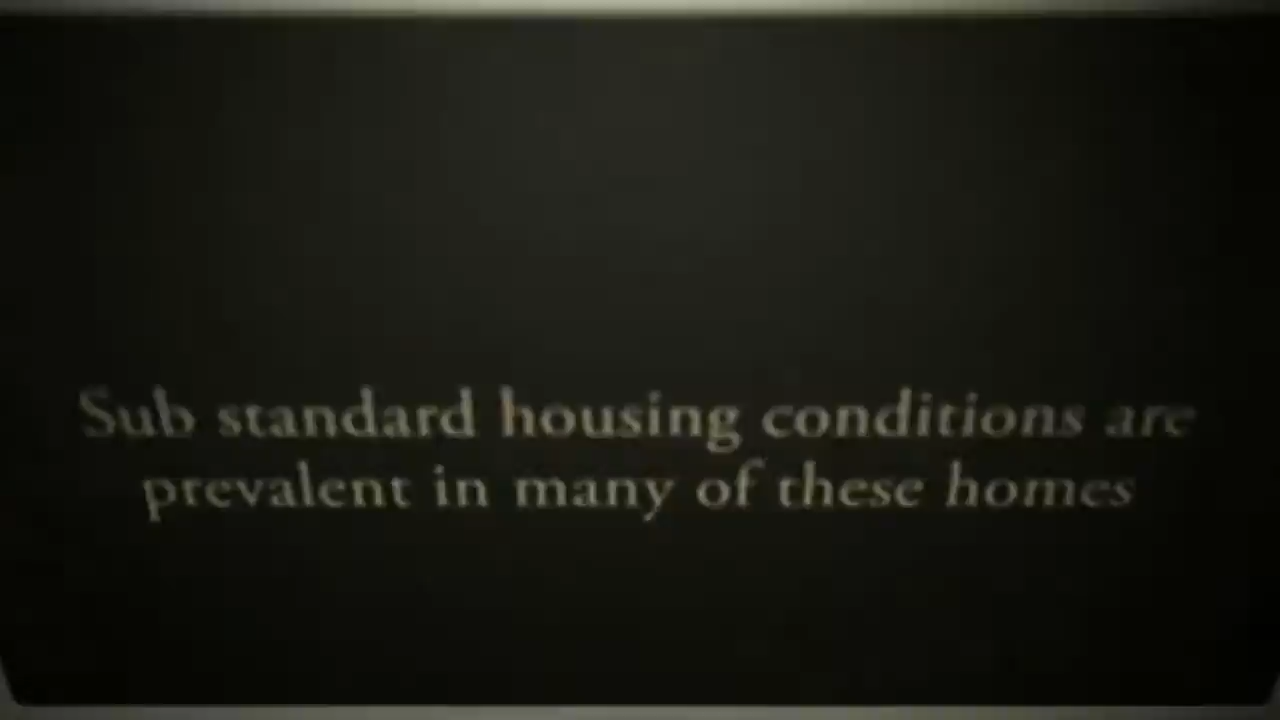 Sub standard housing conditions are
prevalent in many of these homes